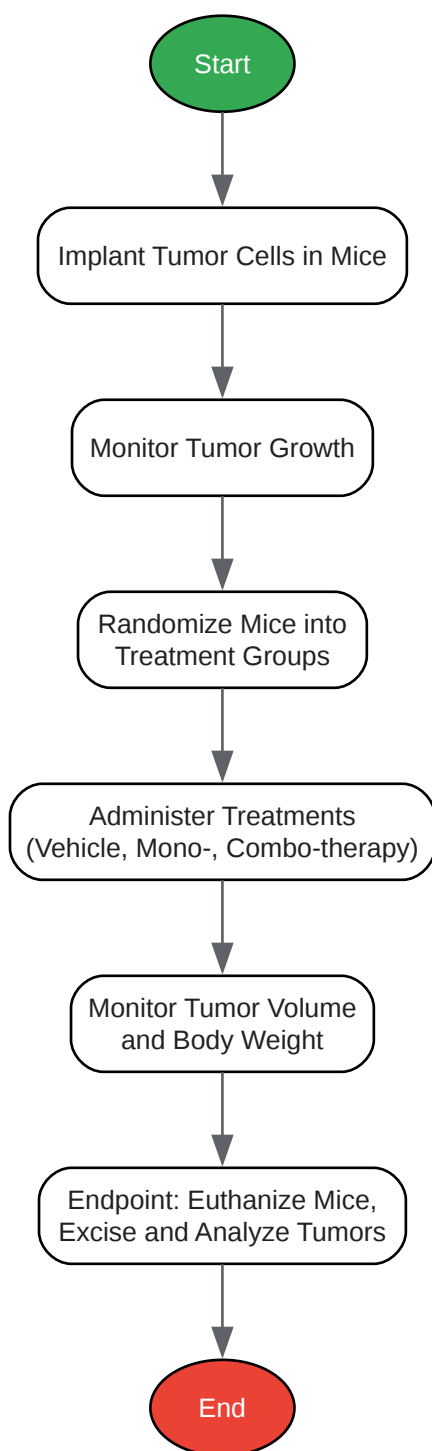 Start
Implant Tumor Cells in Mice
Monitor Tumor Growth
Randomize Mice into
Treatment Groups
Administer Treatments
(Vehicle, Mono-, Combo-therapy)
Monitor Tumor Volume
and Body Weight
Endpoint: Euthanize Mice,
Excise and Analyze Tumors
End